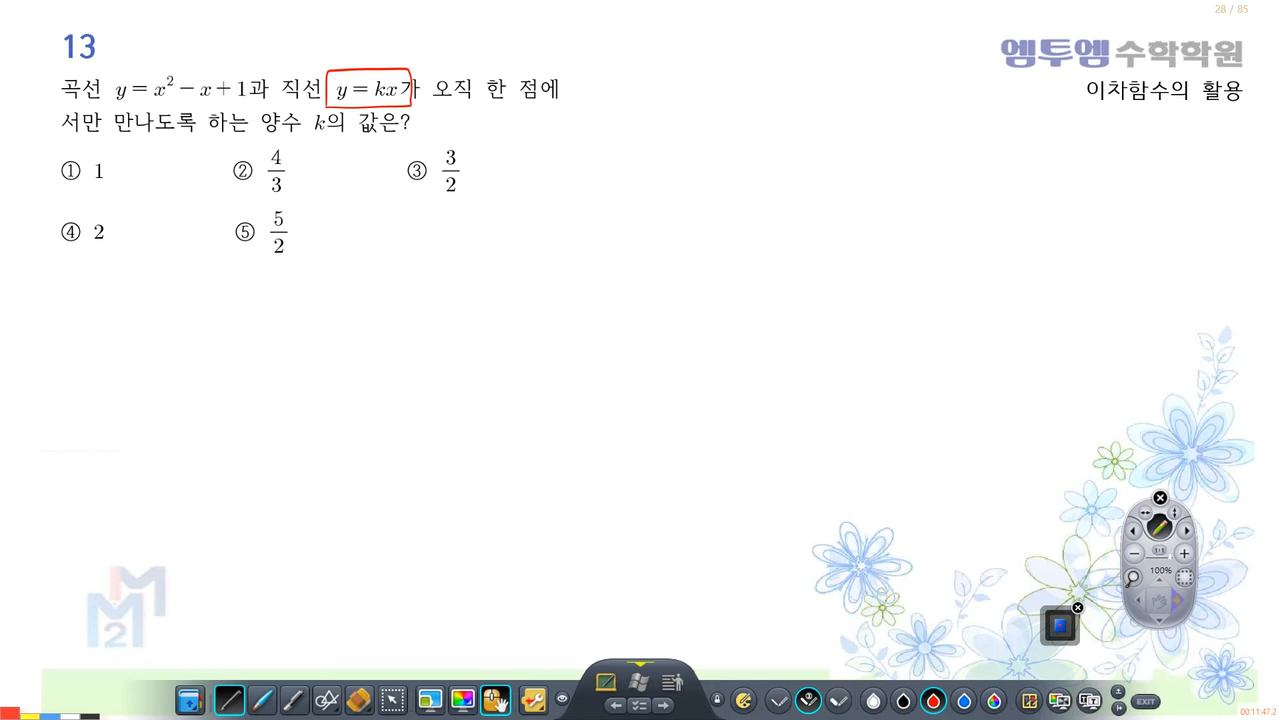 28 / 85
13
엠투엠수학학원
곡선 y = x² − x + 1과 직선 y = kx가 오직 한 점에
이차함수의 활용
서만 만나도록 하는 양수 k의 값은?
① 1 ② 4/3 ③ 3/2
④ 2 ⑤ 5/2
100%
M2M
EXIT
00:11:47.2